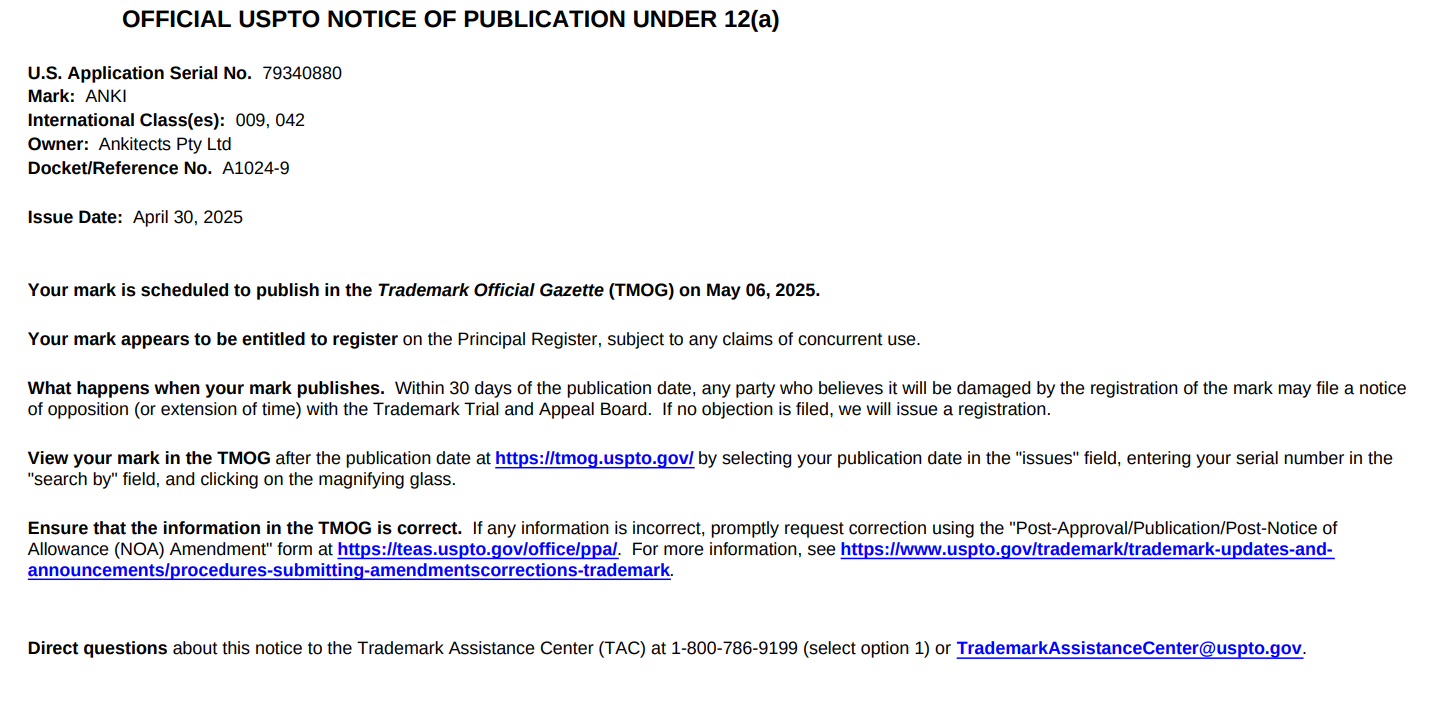 OFFICIAL USPTO NOTICE OF PUBLICATION UNDER 12(a)
U.S. Application Serial No. 79340880
Mark: ANKI
International Class(es): 009, 042
Owner: Ankitects Pty Ltd
Docket/Reference No. A1024-9
Issue Date: April 30, 2025
Your mark is scheduled to publish in the Trademark Official Gazette (TMOG) on May 06, 2025.
Your mark appears to be entitled to register on the Principal Register, subject to any claims of concurrent use.
What happens when your mark publishes. Within 30 days of the publication date, any party who believes it will be damaged by the registration of the mark may file a notice
of opposition (or extension of time) with the Trademark Trial and Appeal Board. If no objection is filed, we will issue a registration.
View your mark in the TMOG after the publication date at https://tmog.uspto.gov/ by selecting your publication date in the "issues" field, entering your serial number in the
"search by" field, and clicking on the magnifying glass.
Ensure that the information in the TMOG is correct. If any information is incorrect, promptly request correction using the "Post-Approval/Publication/Post-Notice of
Allowance (NOA) Amendment" form at https://teas.uspto.gov/office/ppa/. For more information, see https://www.uspto.gov/trademark/trademark-updates-and-
announcements/procedures-submitting-amendmentscorrections-trademark.
Direct questions about this notice to the Trademark Assistance Center (TAC) at 1-800-786-9199 (select option 1) or TrademarkAssistanceCenter@uspto.gov.